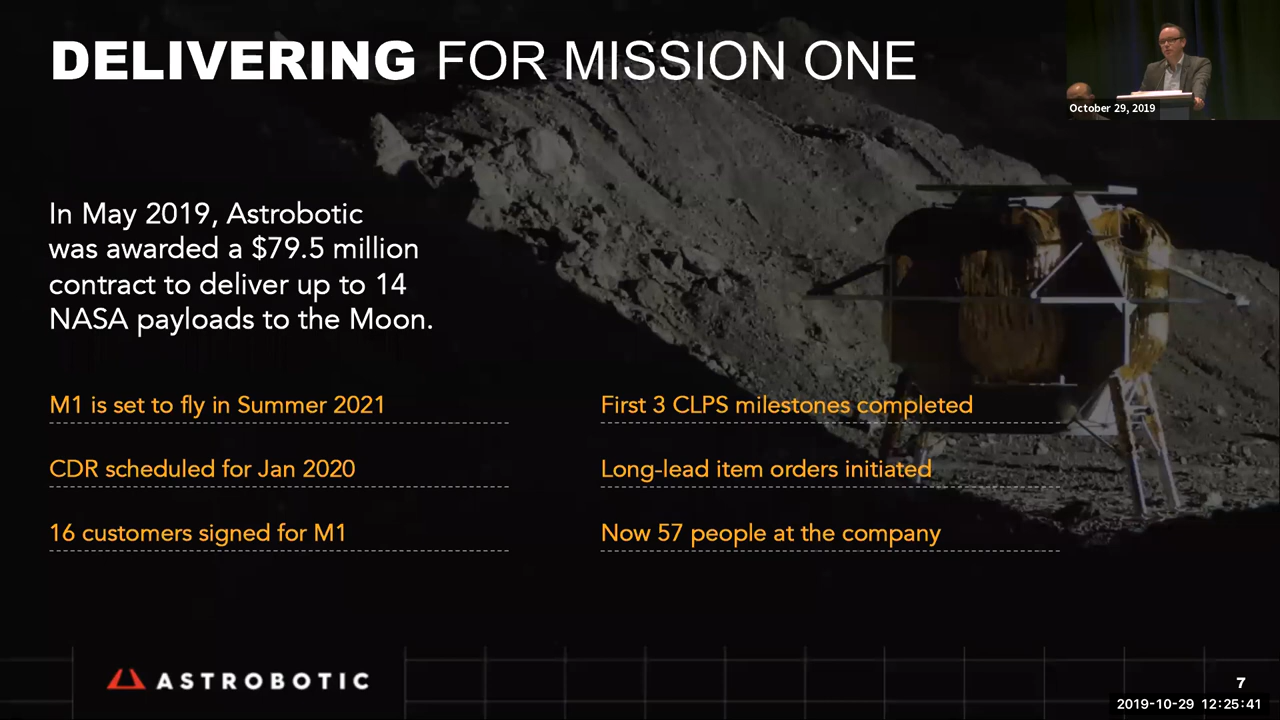 DELIVERING FOR MISSION ONE
October 29, 2019
In May 2019, Astrobotic
was awarded a $79.5 million
contract to deliver up to 14
NASA payloads to the Moon.
M1 is set to fly in Summer 2021
First 3 CLPS milestones completed
CDR scheduled for Jan 2020
Long-lead item orders initiated
16 customers signed for M1
Now 57 people at the company
ASTROBOTIC
7
2019-10-29 12:25:41